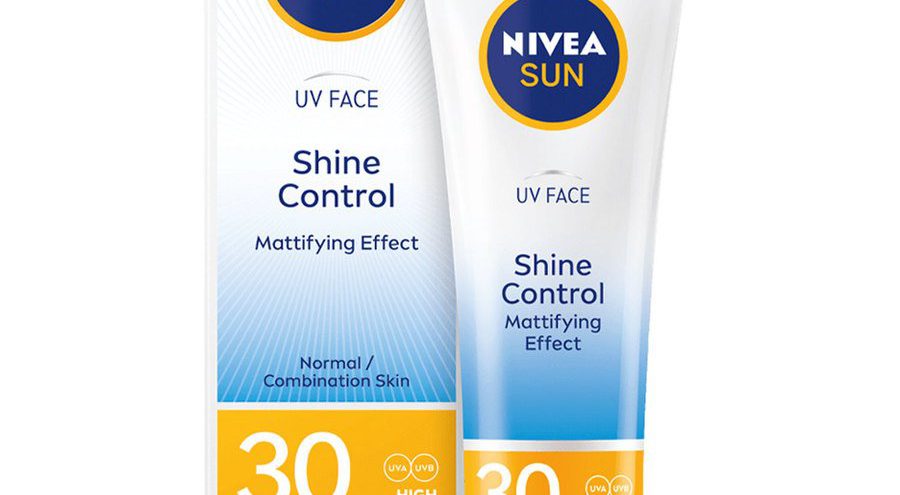 UV FACE
Shine
Control
Mattifying Effect
Normal /
Combination Skin
30
UVA UVB
HIGH
NIVEA
SUN
UV FACE
Shine
Control
Mattifying
Effect
30
UVA UVB